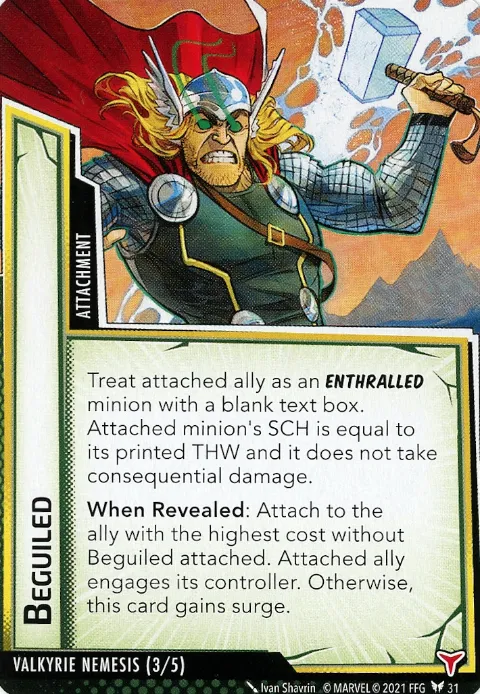 ATTACHMENT
BEGUILED
Treat attached ally as an ENTHRALLED
minion with a blank text box.
Attached minion's SCH is equal to
its printed THW and it does not take
consequential damage.
When Revealed: Attach to the
ally with the highest cost without
Beguiled attached. Attached ally
engages its controller. Otherwise,
this card gains surge.
VALKYRIE NEMESIS (3/5)
Ivan Shavrin © MARVEL © 2021 FFG 31